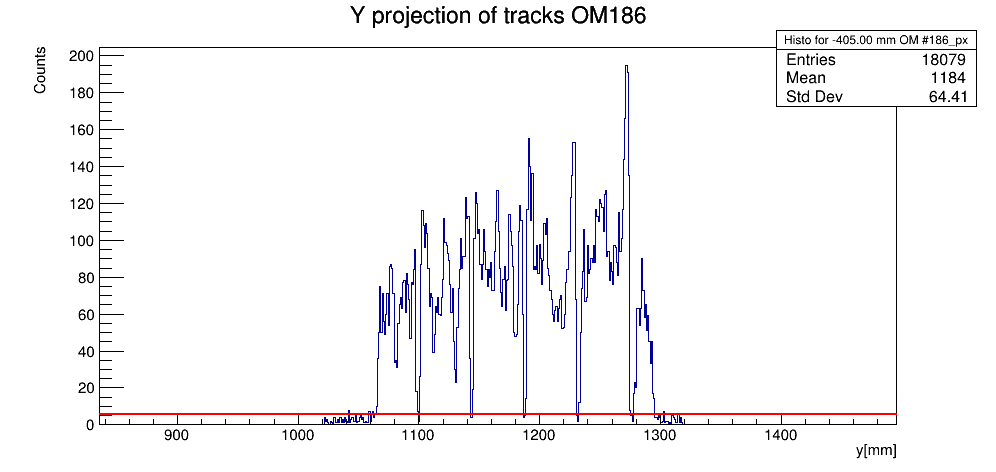 Y projection of tracks OM186
Histo for -405.00 mm OM #186_px
Entries 18079
Mean 1184
Std Dev 64.41
Counts
200
180
160
140
120
100
80
60
40
20
0
900 1000 1100 1200 1300 1400
y[mm]